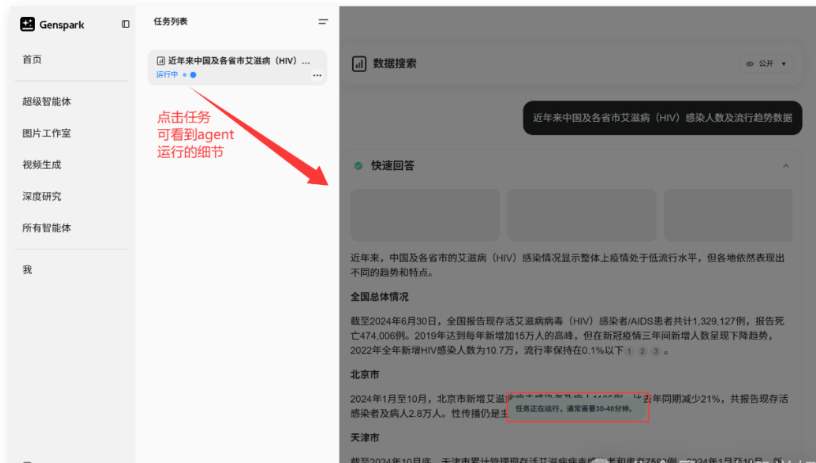 Genspark
首页
超级智能体
图片工作室
视频生成
深度研究
所有智能体
我
任务列表
近年来中国及各省市艾滋病（HIV）...
运行中
点击任务
可看到agent
运行的细节
数据搜索
公开
近年来中国及各省市艾滋病（HIV）感染人数及流行趋势数据
快速回答
近年来，中国及各省市的艾滋病（HIV）感染情况显示整体上疫情处于低流行水平，但各地依然表现出
不同的趋势和特点。
全国总体情况
截至2024年6月30日，全国报告现存活艾滋病病毒（HIV）感染者/AIDS患者共计1,329,127例，报告死
亡474,006例。2019年达到每年新增加15万人的高峰，但在新冠疫情三年间新增人数呈现下降趋势，
2022年全年新增HIV感染人数为10.7万，流行率保持在0.1%以下 1 2 3 。
北京市
2024年1月至10月，北京市新增艾滋 年同期减少21%，共报告现存活
感染者及病人2.8万人。性传播仍是主
任务正在运行，通常需要30-40分钟。
天津市
截至2024年10月底，天津市累计管理现存活艾滋病病毒感